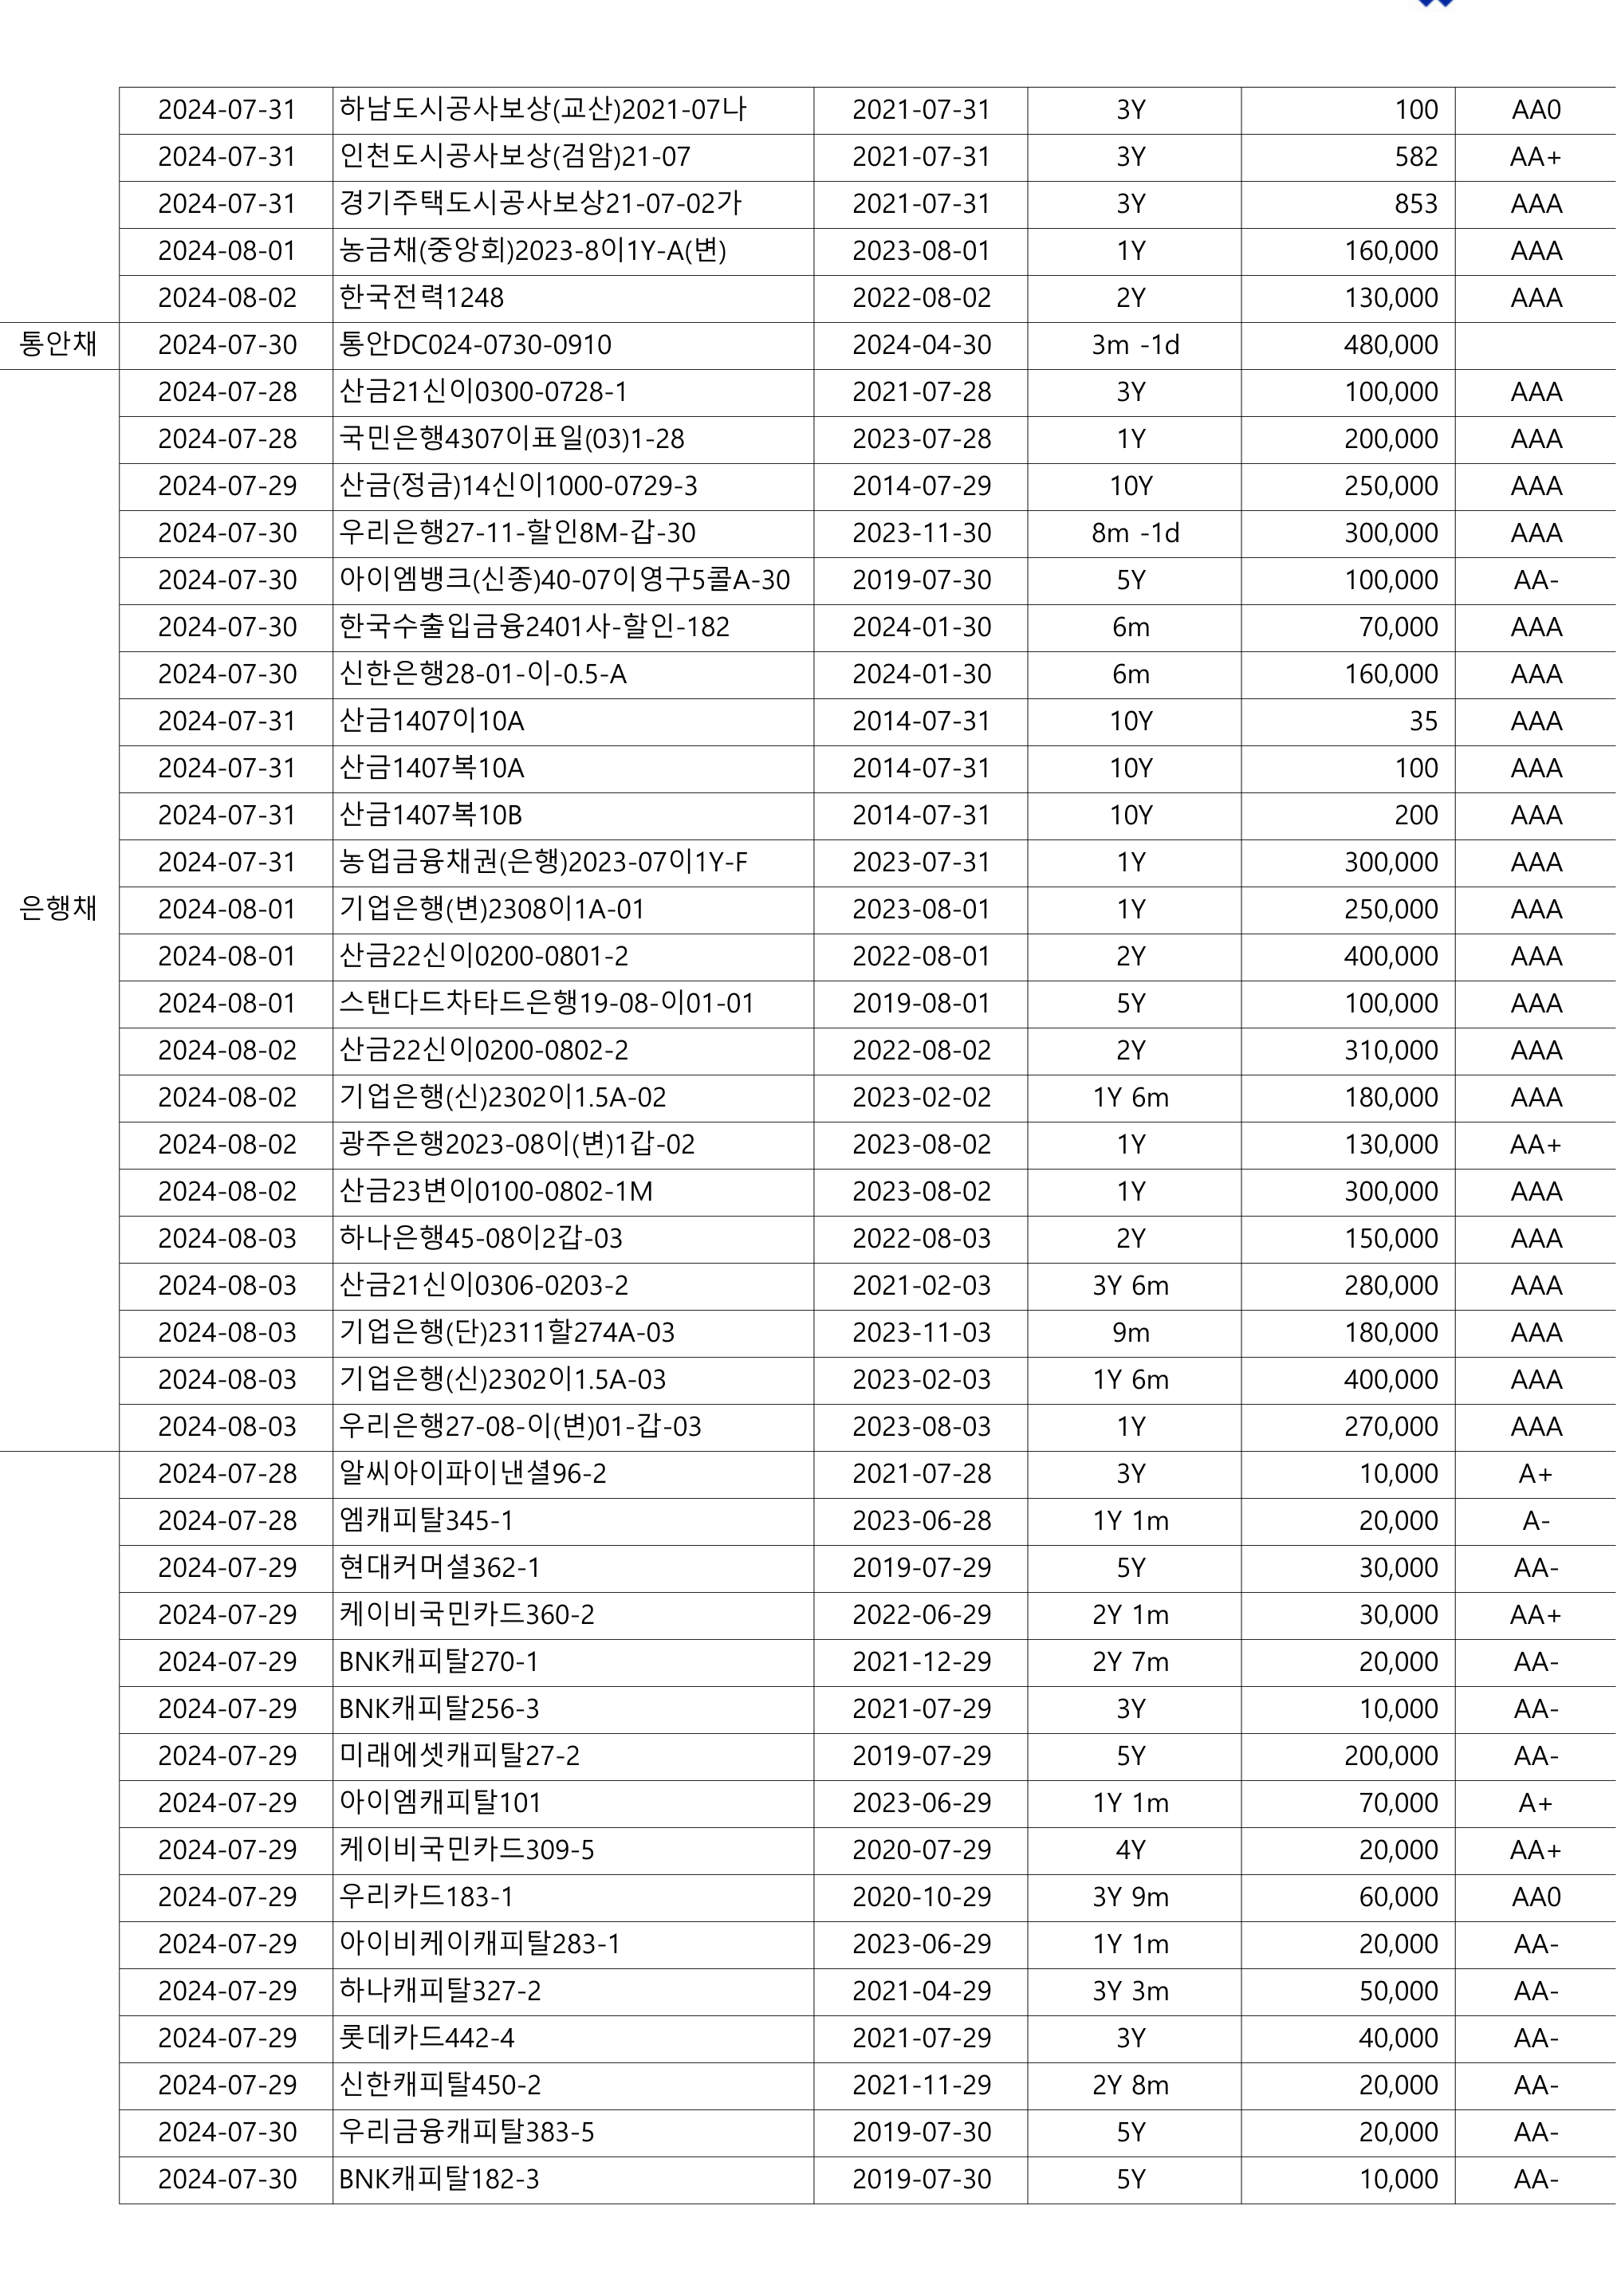 2024-07-31 하남도시공사보상(교산)2021-07나 2021-07-31 3Y 100 AA0
2024-07-31 인천도시공사보상(검암)21-07 2021-07-31 3Y 582 AA+
2024-07-31 경기주택도시공사보상21-07-02가 2021-07-31 3Y 853 AAA
2024-08-01 농금채(중앙회)2023-8이1Y-A(변) 2023-08-01 1Y 160,000 AAA
2024-08-02 한국전력1248 2022-08-02 2Y 130,000 AAA
통안채 2024-07-30 통안DC024-0730-0910 2024-04-30 3m -1d 480,000
2024-07-28 산금21신이0300-0728-1 2021-07-28 3Y 100,000 AAA
2024-07-28 국민은행4307이표일(03)1-28 2023-07-28 1Y 200,000 AAA
2024-07-29 산금(정금)14신이1000-0729-3 2014-07-29 10Y 250,000 AAA
2024-07-30 우리은행27-11-할인8M-갑-30 2023-11-30 8m -1d 300,000 AAA
2024-07-30 아이엠뱅크(신종)40-07이영구5콜A-30 2019-07-30 5Y 100,000 AA-
2024-07-30 한국수출입금융2401사-할인-182 2024-01-30 6m 70,000 AAA
2024-07-30 신한은행28-01-이-0.5-A 2024-01-30 6m 160,000 AAA
2024-07-31 산금1407이10A 2014-07-31 10Y 35 AAA
2024-07-31 산금1407복10A 2014-07-31 10Y 100 AAA
2024-07-31 산금1407복10B 2014-07-31 10Y 200 AAA
2024-07-31 농업금융채권(은행)2023-07이1Y-F 2023-07-31 1Y 300,000 AAA
은행채 2024-08-01 기업은행(변)2308이1A-01 2023-08-01 1Y 250,000 AAA
2024-08-01 산금22신이0200-0801-2 2022-08-01 2Y 400,000 AAA
2024-08-01 스탠다드차타드은행19-08-이01-01 2019-08-01 5Y 100,000 AAA
2024-08-02 산금22신이0200-0802-2 2022-08-02 2Y 310,000 AAA
2024-08-02 기업은행(신)2302이1.5A-02 2023-02-02 1Y 6m 180,000 AAA
2024-08-02 광주은행2023-08이(변)1갑-02 2023-08-02 1Y 130,000 AA+
2024-08-02 산금23변이0100-0802-1M 2023-08-02 1Y 300,000 AAA
2024-08-03 하나은행45-08이2갑-03 2022-08-03 2Y 150,000 AAA
2024-08-03 산금21신이0306-0203-2 2021-02-03 3Y 6m 280,000 AAA
2024-08-03 기업은행(단)2311할274A-03 2023-11-03 9m 180,000 AAA
2024-08-03 기업은행(신)2302이1.5A-03 2023-02-03 1Y 6m 400,000 AAA
2024-08-03 우리은행27-08-이(변)01-갑-03 2023-08-03 1Y 270,000 AAA
2024-07-28 알씨아이파이낸셜96-2 2021-07-28 3Y 10,000 A+
2024-07-28 엠캐피탈345-1 2023-06-28 1Y 1m 20,000 A-
2024-07-29 현대커머셜362-1 2019-07-29 5Y 30,000 AA-
2024-07-29 케이비국민카드360-2 2022-06-29 2Y 1m 30,000 AA+
2024-07-29 BNK캐피탈270-1 2021-12-29 2Y 7m 20,000 AA-
2024-07-29 BNK캐피탈256-3 2021-07-29 3Y 10,000 AA-
2024-07-29 미래에셋캐피탈27-2 2019-07-29 5Y 200,000 AA-
2024-07-29 아이엠캐피탈101 2023-06-29 1Y 1m 70,000 A+
2024-07-29 케이비국민카드309-5 2020-07-29 4Y 20,000 AA+
2024-07-29 우리카드183-1 2020-10-29 3Y 9m 60,000 AA0
2024-07-29 아이비케이캐피탈283-1 2023-06-29 1Y 1m 20,000 AA-
2024-07-29 하나캐피탈327-2 2021-04-29 3Y 3m 50,000 AA-
2024-07-29 롯데카드442-4 2021-07-29 3Y 40,000 AA-
2024-07-29 신한캐피탈450-2 2021-11-29 2Y 8m 20,000 AA-
2024-07-30 우리금융캐피탈383-5 2019-07-30 5Y 20,000 AA-
2024-07-30 BNK캐피탈182-3 2019-07-30 5Y 10,000 AA-